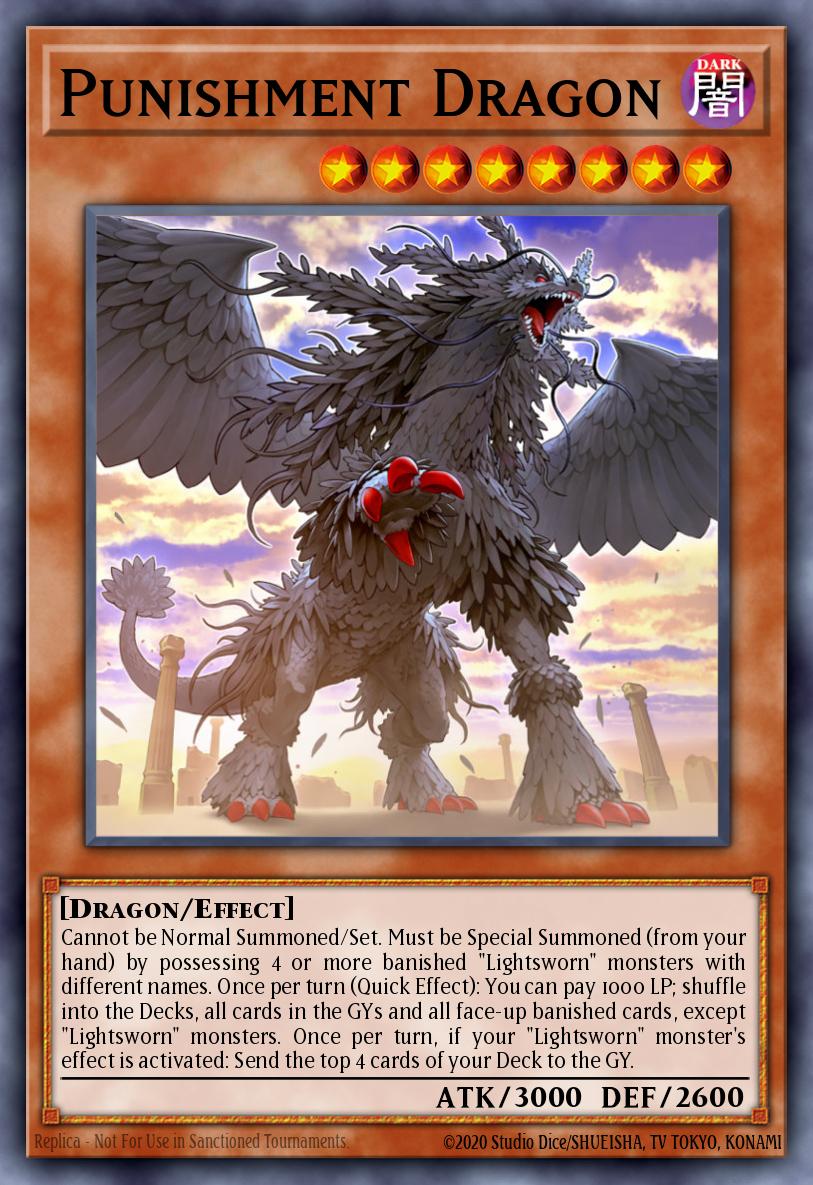 Punishment Dragon
DARK
闇
[Dragon/Effect]
Cannot be Normal Summoned/Set. Must be Special Summoned (from your
hand) by possessing 4 or more banished "Lightsworn" monsters with
different names. Once per turn (Quick Effect): You can pay 1000 LP; shuffle
into the Decks, all cards in the GYs and all face-up banished cards, except
"Lightsworn" monsters. Once per turn, if your "Lightsworn" monster's
effect is activated: Send the top 4 cards of your Deck to the GY.
ATK/3000 DEF/2600
Replica - Not For Use in Sanctioned Tournaments.
©2020 Studio Dice/SHUEISHA, TV TOKYO, KONAMI